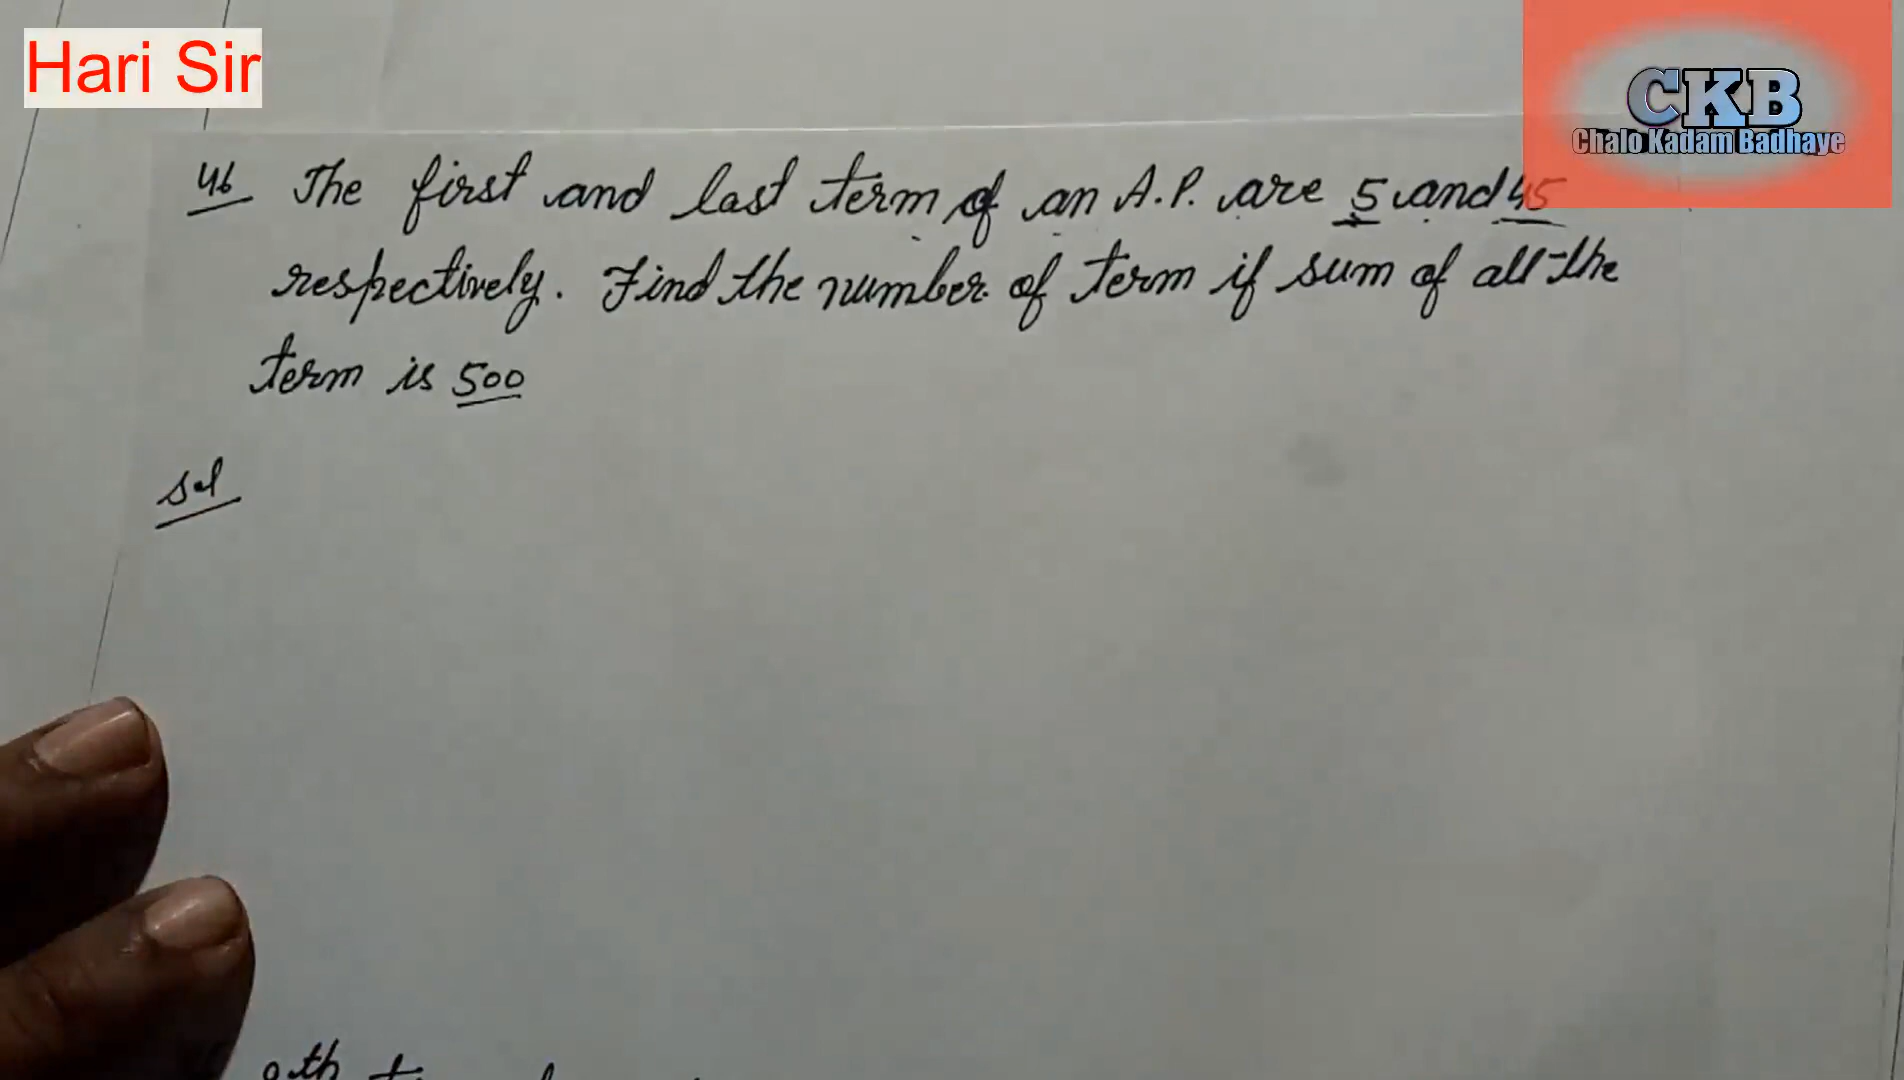 Hari Sir
CKB
Chalo Kadam Badhaye
46 The first and last term of an A.P. are 5 and 45
respectively. Find the number of term if sum of all the
term is 500
Sol